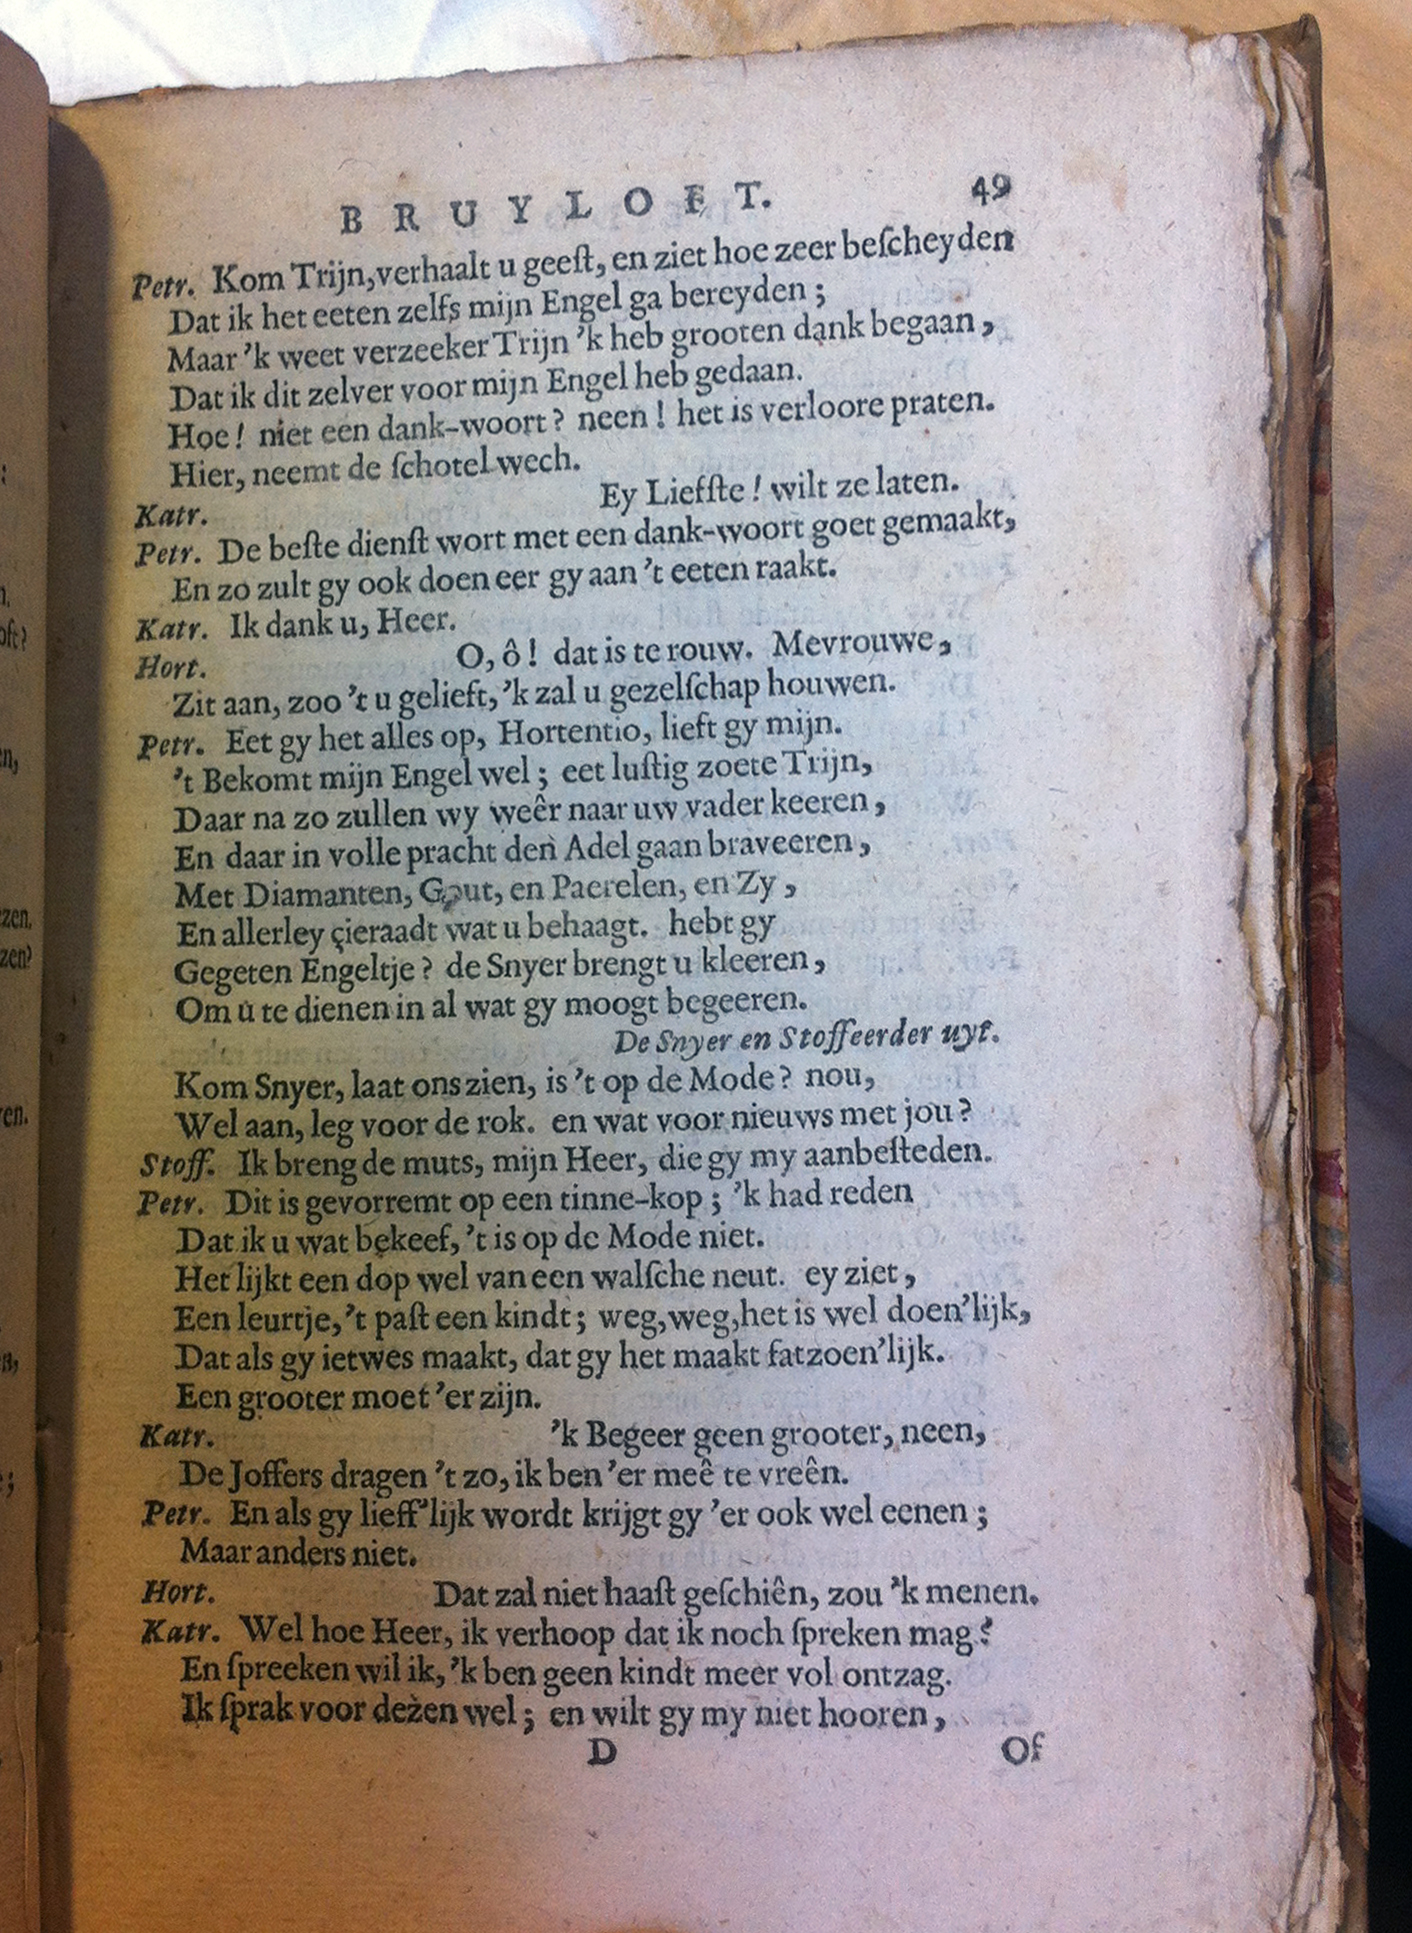 BRUYLOFT. 49
Petr. Kom Trijn, verhaalt u geeſt, en ziet hoe zeer beſcheyden
Dat ik het eeten zelfs mijn Engel ga bereyden;
Maar 'k weet verzeeker Trijn 'k heb grooten dank begaan,
Dat ik dit zelver voor mijn Engel heb gedaan.
Hoe! niet een dank-woort? neen! het is verloore praten.
Hier, neemt de ſchotel wech.
Katr. Ey Liefſte! wilt ze laten.
Petr. De beſte dienſt wort met een dank-woort goet gemaakt,
En zo zult gy ook doen eer gy aan 't eeten raakt.
Katr. Ik dank u, Heer.
Hort. O, ô! dat is te rouw. Mevrouwe,
Zit aan, zoo 't u gelieft, 'k zal u gezelſchap houwen.
Petr. Eet gy het alles op, Hortentio, lieft gy mijn.
't Bekomt mijn Engel wel; eet luſtig zoete Trijn,
Daar na zo zullen wy weêr naar uw vader keeren,
En daar in volle pracht den Adel gaan braveeren,
Met Diamanten, Gout, en Paerelen, en Zy,
En allerley çieraadt wat u behaagt. hebt gy
Gegeten Engeltje? de Snyer brengt u kleeren,
Om u te dienen in al wat gy moogt begeeren.
De Snyer en Stoffeerder uyt.
Kom Snyer, laat ons zien, is 't op de Mode? nou,
Wel aan, leg voor de rok. en wat voor nieuws met jou?
Stoff. Ik breng de muts, mijn Heer, die gy my aanbeſteden.
Petr. Dit is gevorremt op een tinne-kop; 'k had reden
Dat ik u wat bekeef, 't is op de Mode niet.
Het lijkt een dop wel van een walſche neut. ey ziet,
Een leurtje, 't paſt een kindt; weg, weg, het is wel doen'lijk,
Dat als gy ietwes maakt, dat gy het maakt fatzoen'lijk.
Een grooter moet 'er zijn.
Katr. 'k Begeer geen grooter, neen,
De Joffers dragen 't zo, ik ben 'er meê te vreên.
Petr. En als gy lieff'lijk wordt krijgt gy 'er ook wel eenen;
Maar anders niet.
Hort. Dat zal niet haaſt geſchiên, zou 'k menen.
Katr. Wel hoe Heer, ik verhoop dat ik noch ſpreken mag?
En ſpreeken wil ik, 'k ben geen kindt meer vol ontzag.
Ik ſprak voor dezen wel; en wilt gy my niet hooren,
D Of